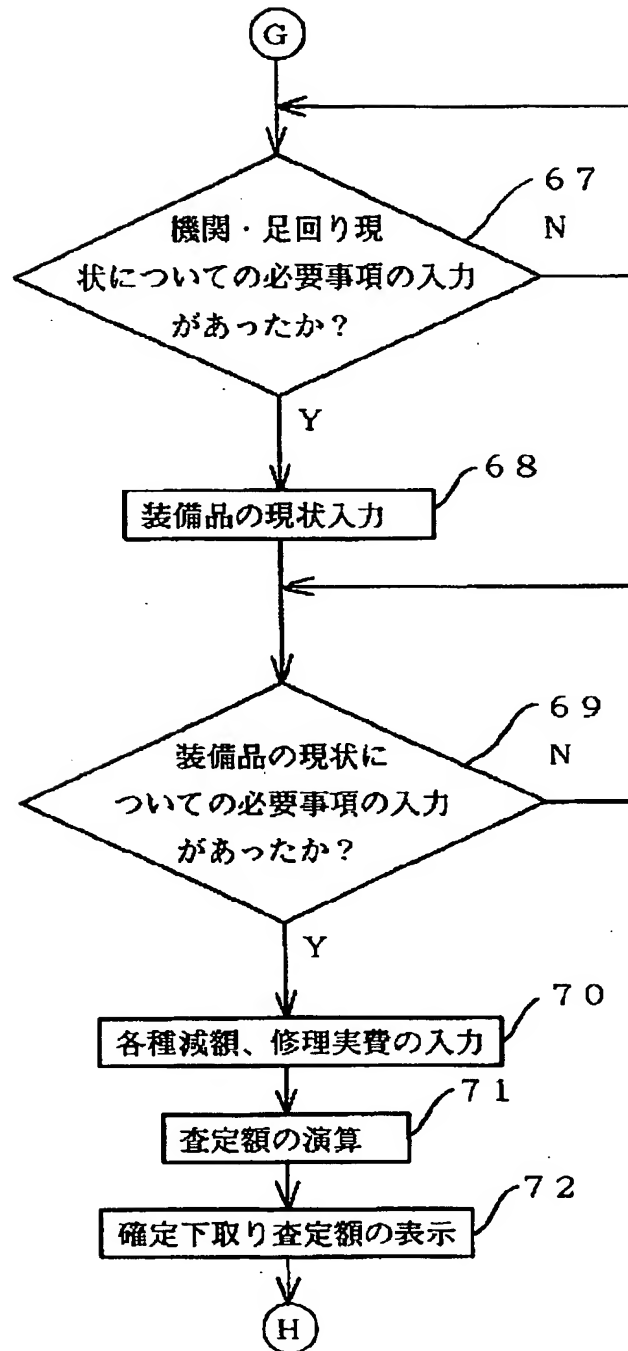 G
67
N
機関・足回り現
状についての必要事項の入力
があったか？
Y
68
装備品の現状入力
69
N
装備品の現状に
ついての必要事項の入力
があったか？
Y
70
各種減額、修理実費の入力
71
査定額の演算
72
確定下取り査定額の表示
H